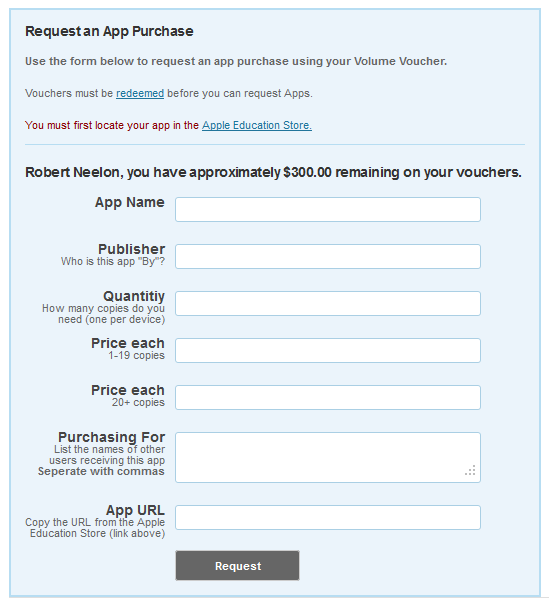 Request an App Purchase
Use the form below to request an app purchase using your Volume Voucher.
Vouchers must be redeemed before you can request Apps.
You must first locate your app in the Apple Education Store.
Robert Neelon, you have approximately $300.00 remaining on your vouchers.
App Name
Publisher
Who is this app "By"?
Quantitiy
How many copies do you
need (one per device)
Price each
1-19 copies
Price each
20+ copies
Purchasing For
List the names of other
users receiving this app
Seperate with commas
App URL
Copy the URL from the Apple
Education Store (link above)
Request